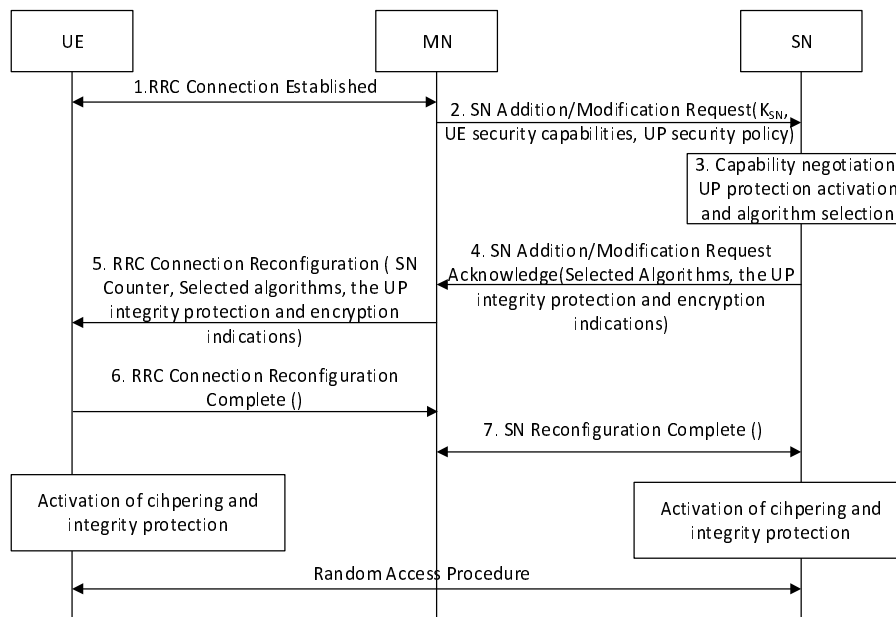 UE
MN
SN
1.RRC Connection Established
2. SN Addition/Modification Request(KSN,
UE security capabilities, UP security policy)
3. Capability negotiation
UP protection activation
and algorithm selection
4. SN Addition/Modification Request
Acknowledge(Selected Algorithms, the UP
integrity protection and encryption
indications)
5. RRC Connection Reconfiguration ( SN
Counter, Selected algorithms, the UP
integrity protection and encryption
indications)
6. RRC Connection Reconfiguration
Complete ()
7. SN Reconfiguration Complete ()
Activation of cihpering and
integrity protection
Activation of cihpering and
integrity protection
Random Access Procedure